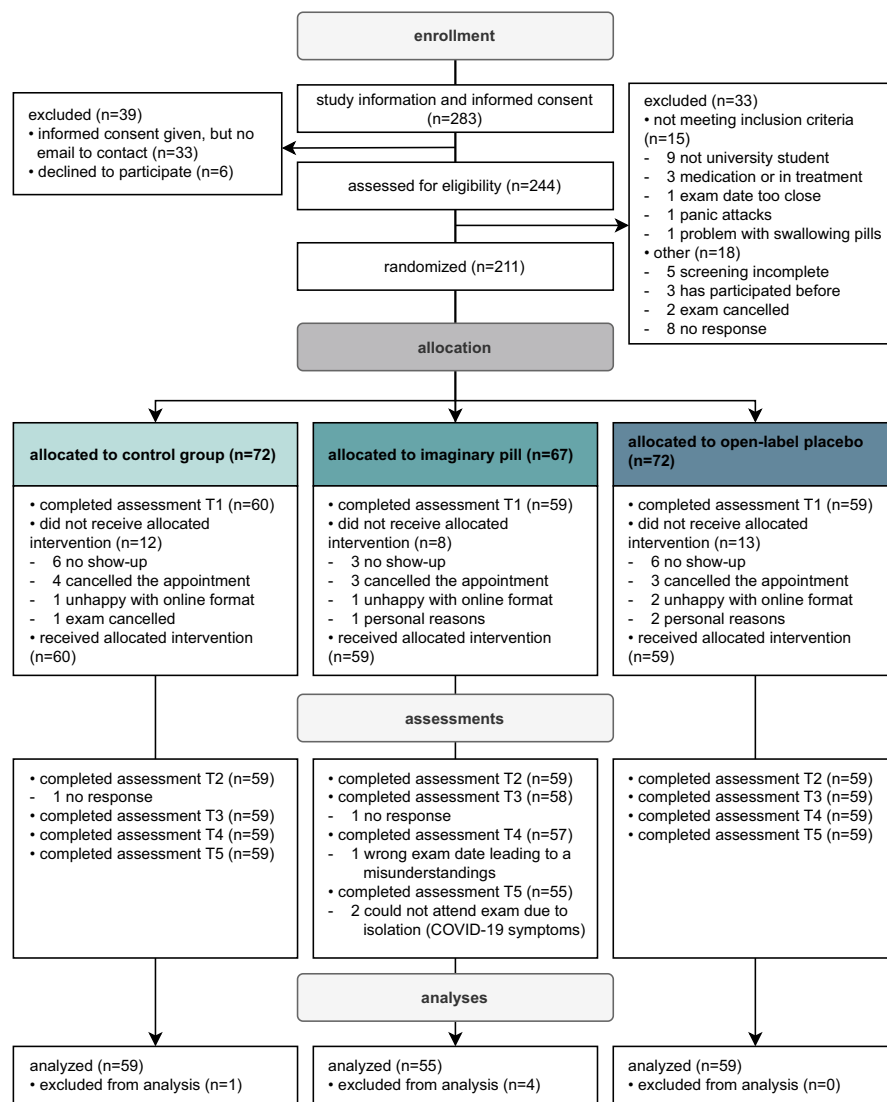 enrollment
study information and informed consent
(n=283)
excluded (n=39)
• informed consent given, but no
email to contact (n=33)
• declined to participate (n=6)
assessed for eligibility (n=244)
excluded (n=33)
• not meeting inclusion criteria
(n=15)
- 9 not university student
- 3 medication or in treatment
- 1 exam date too close
- 1 panic attacks
- 1 problem with swallowing pills
• other (n=18)
- 5 screening incomplete
- 3 has participated before
- 2 exam cancelled
- 8 no response
randomized (n=211)
allocation
allocated to control group (n=72)
• completed assessment T1 (n=60)
• did not receive allocated
intervention (n=12)
- 6 no show-up
- 4 cancelled the appointment
- 1 unhappy with online format
- 1 exam cancelled
• received allocated intervention
(n=60)
allocated to imaginary pill (n=67)
• completed assessment T1 (n=59)
• did not receive allocated
intervention (n=8)
- 3 no show-up
- 3 cancelled the appointment
- 1 unhappy with online format
- 1 personal reasons
• received allocated intervention
(n=59)
allocated to open-label placebo
(n=72)
• completed assessment T1 (n=59)
• did not receive allocated
intervention (n=13)
- 6 no show-up
- 3 cancelled the appointment
- 2 unhappy with online format
- 2 personal reasons
• received allocated intervention
(n=59)
assessments
• completed assessment T2 (n=59)
- 1 no response
• completed assessment T3 (n=59)
• completed assessment T4 (n=59)
• completed assessment T5 (n=59)
• completed assessment T2 (n=59)
• completed assessment T3 (n=58)
- 1 no response
• completed assessment T4 (n=57)
- 1 wrong exam date leading to a
misunderstandings
• completed assessment T5 (n=55)
- 2 could not attend exam due to
isolation (COVID-19 symptoms)
• completed assessment T2 (n=59)
• completed assessment T3 (n=59)
• completed assessment T4 (n=59)
• completed assessment T5 (n=59)
analyses
analyzed (n=59)
• excluded from analysis (n=1)
analyzed (n=55)
• excluded from analysis (n=4)
analyzed (n=59)
• excluded from analysis (n=0)